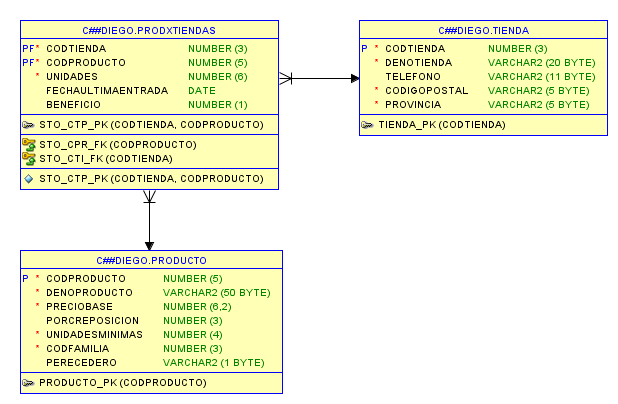 C##DIEGO.PRODXTIENDAS
PF* CODTIENDA NUMBER (3)
PF* CODPRODUCTO NUMBER (5)
* UNIDADES NUMBER (6)
FECHAULTIMAENTRADA DATE
BENEFICIO NUMBER (1)
STO_CTP_PK (CODTIENDA, CODPRODUCTO)
STO_CPR_FK (CODPRODUCTO)
STO_CTI_FK (CODTIENDA)
STO_CTP_PK (CODTIENDA, CODPRODUCTO)
C##DIEGO.TIENDA
P * CODTIENDA NUMBER (3)
* DENOTIENDA VARCHAR2 (20 BYTE)
TELEFONO VARCHAR2 (11 BYTE)
* CODIGOPOSTAL VARCHAR2 (5 BYTE)
* PROVINCIA VARCHAR2 (5 BYTE)
TIENDA_PK (CODTIENDA)
C##DIEGO.PRODUCTO
P * CODPRODUCTO NUMBER (5)
* DENOPRODUCTO VARCHAR2 (50 BYTE)
* PRECIOBASE NUMBER (6,2)
PORCREPOSICION NUMBER (3)
* UNIDADESMINIMAS NUMBER (4)
* CODFAMILIA NUMBER (3)
PERECEDERO VARCHAR2 (1 BYTE)
PRODUCTO_PK (CODPRODUCTO)